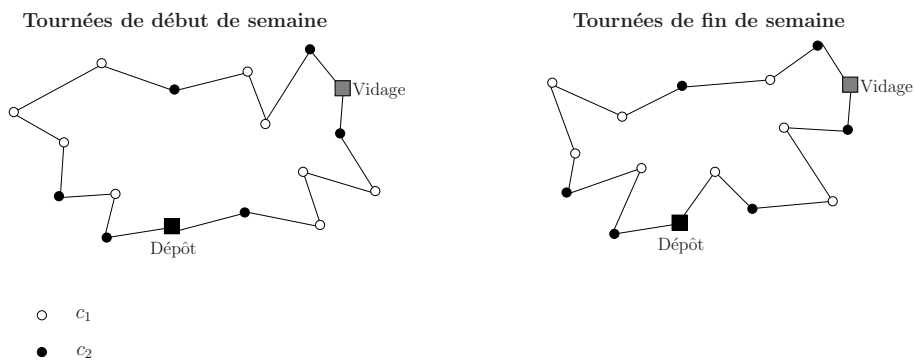 Tournées de début de semaine
Tournées de fin de semaine
Vidage
Vidage
Dépôt
Dépôt
c₁
c₂